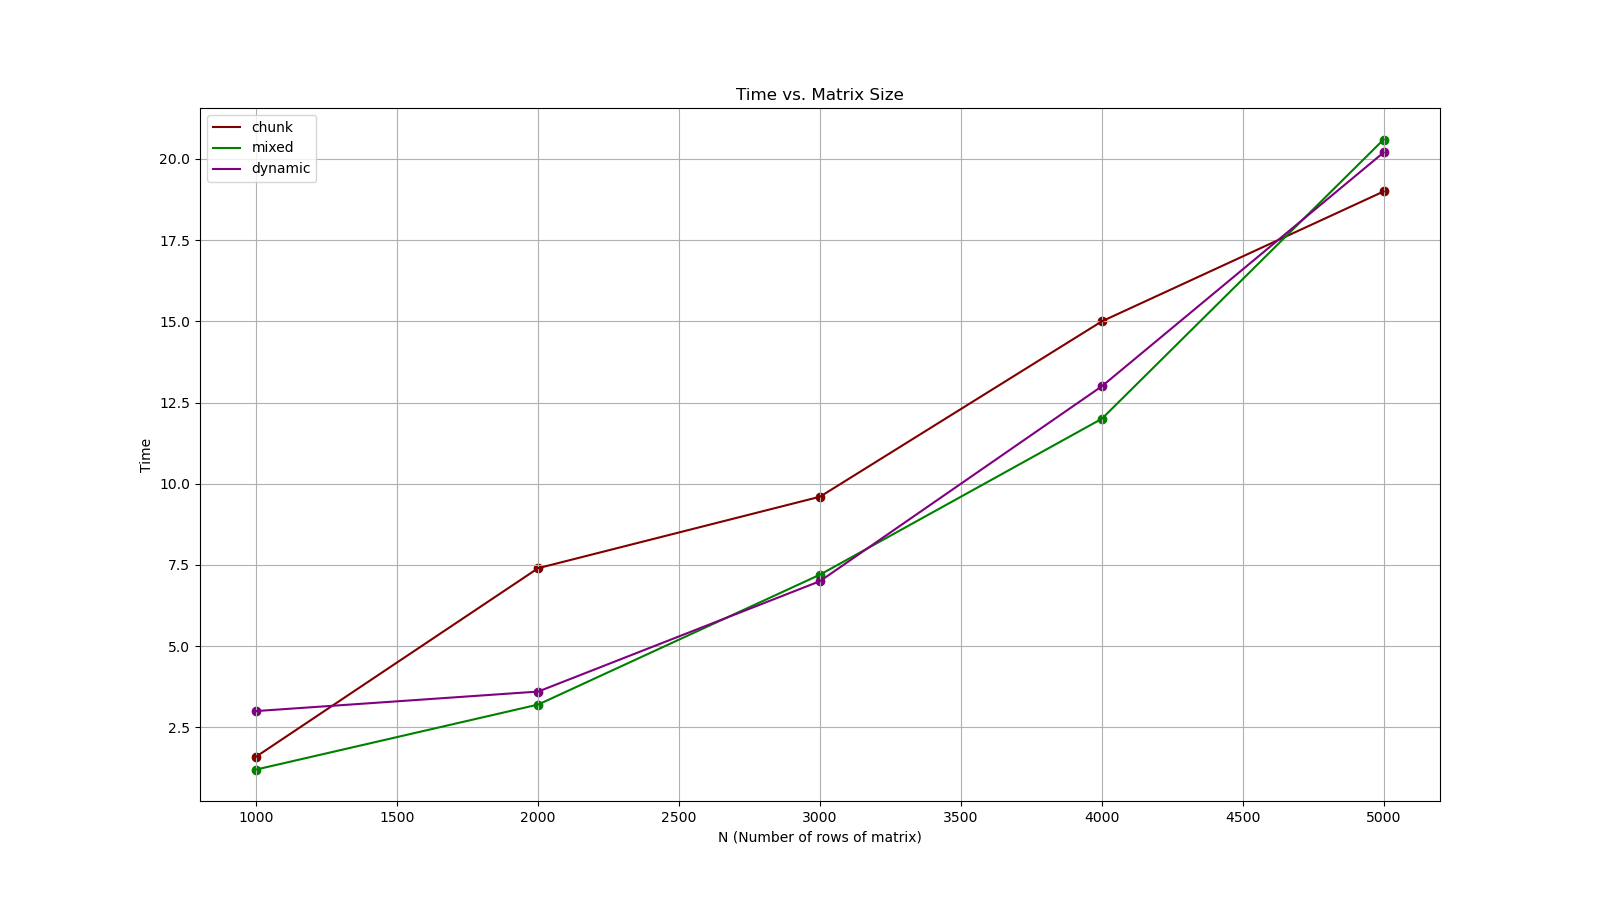 Time vs. Matrix Size
chunk
mixed
dynamic
20.0
17.5
15.0
12.5
10.0
7.5
5.0
2.5
Time
1000 1500 2000 2500 3000 3500 4000 4500 5000
N (Number of rows of matrix)